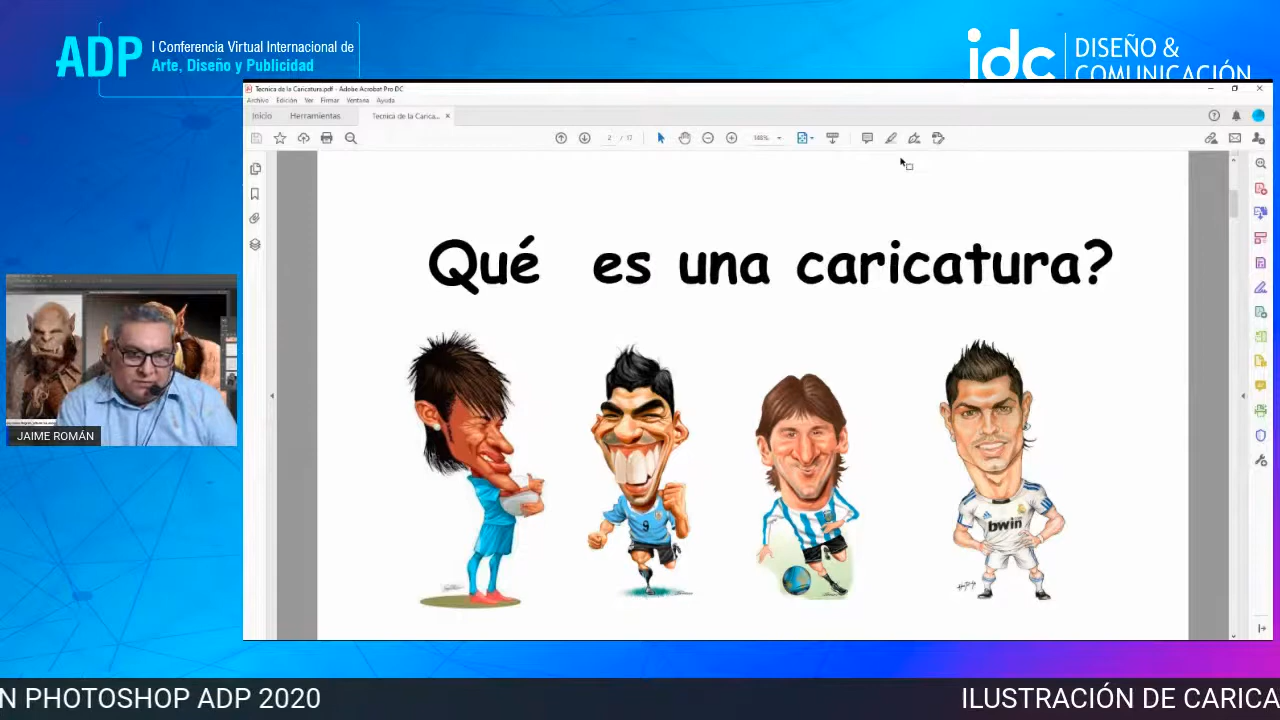 ADP
I Conferencia Virtual Internacional de
Arte, Diseño y Publicidad
idc
DISEÑO &
COMUNICACIÓN
Tecnica de la Caricatura.pdf - Adobe Acrobat Pro DC
Archivo Edición Ver Firmar Ventana Ayuda
Inicio Herramientas Tecnica de la Carica...
2 / 17
Qué es una caricatura?
9
bwin
JAIME ROMÁN
N PHOTOSHOP ADP 2020
ILUSTRACIÓN DE CARICA